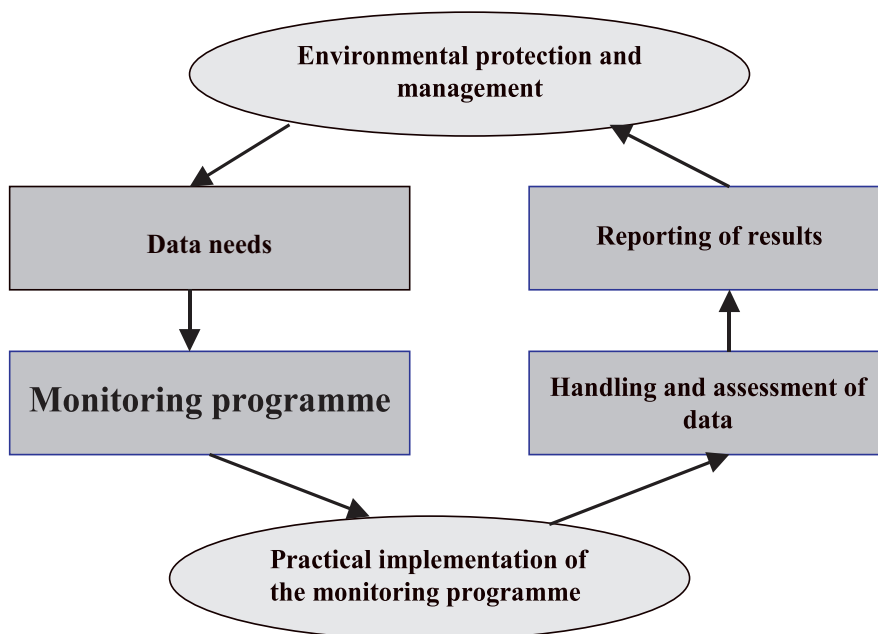 Environmental protection and
management
Data needs
Reporting of results
Monitoring programme
Handling and assessment of
data
Practical implementation of
the monitoring programme